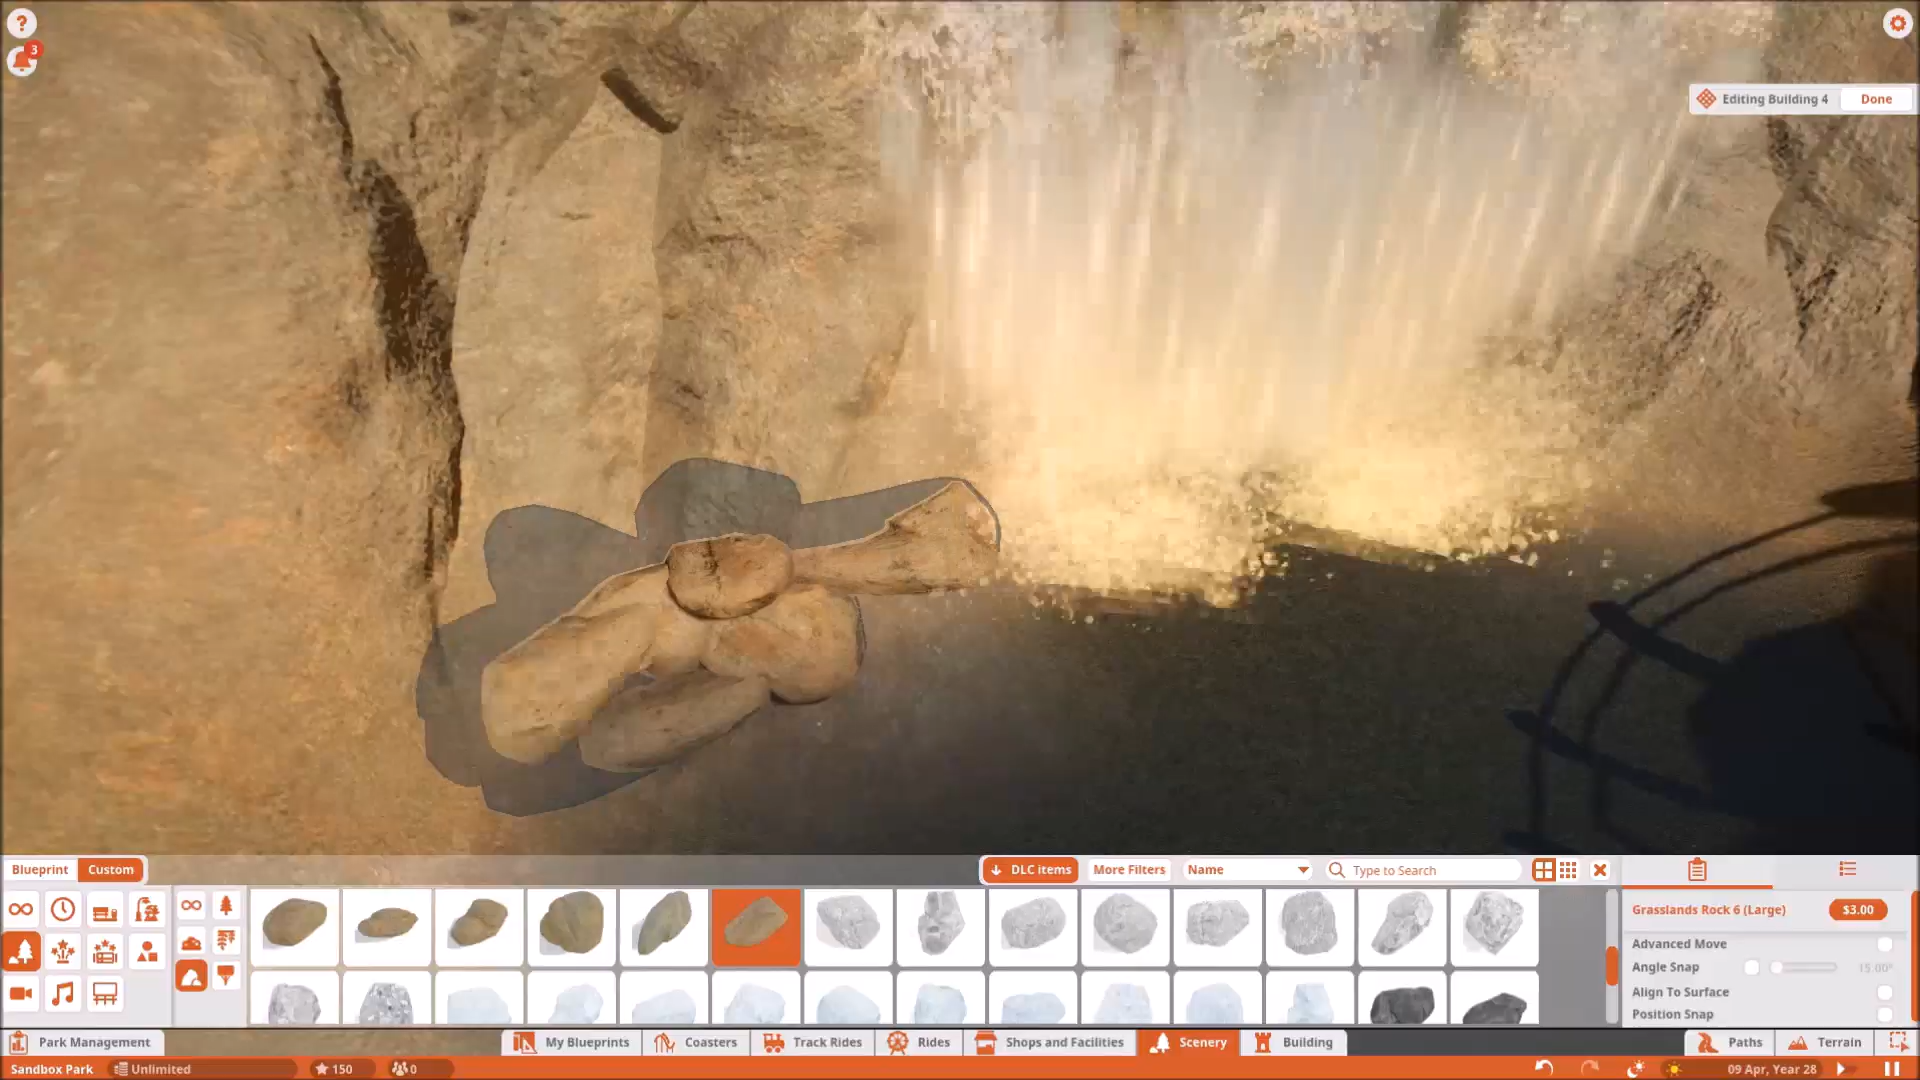 ?
3
Editing Building 4 Done
Blueprint Custom
DLC items More Filters Name Type to Search
Grasslands Rock 6 (Large) $3.00
Advanced Move
Angle Snap 15.00°
Align To Surface
Position Snap
Park Management My Blueprints Coasters Track Rides Rides Shops and Facilities Scenery Building Paths Terrain
Sandbox Park Unlimited 150 0 09 Apr, Year 28